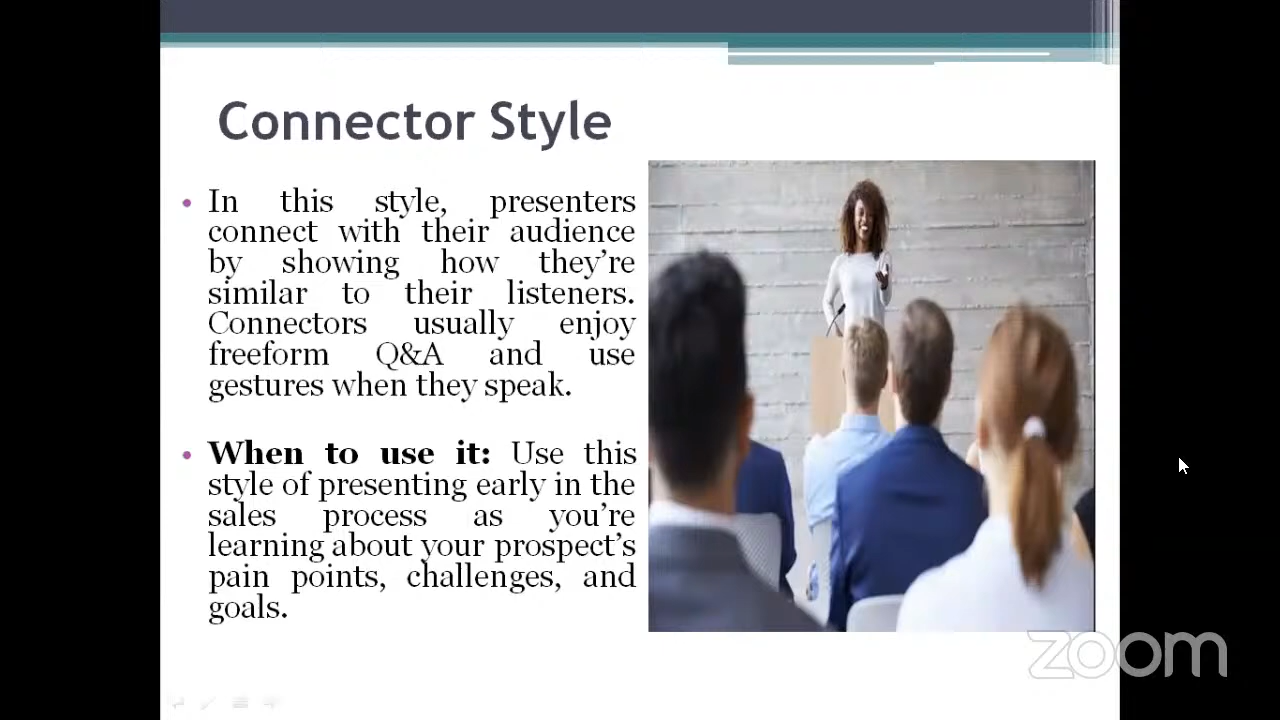 Connector Style
• In this style, presenters
connect with their audience
by showing how they’re
similar to their listeners.
Connectors usually enjoy
freeform Q&A and use
gestures when they speak.
• When to use it: Use this
style of presenting early in the
sales process as you’re
learning about your prospect’s
pain points, challenges, and
goals.
zoom